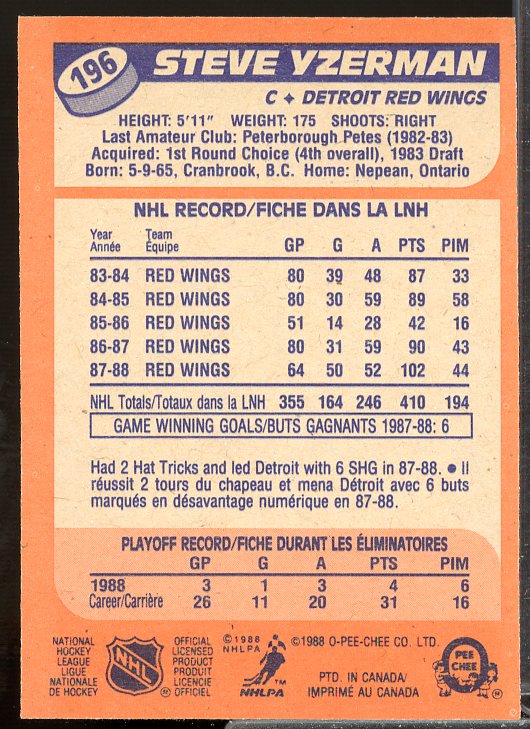 196
STEVE YZERMAN
C ✦ DETROIT RED WINGS
HEIGHT: 5'11" WEIGHT: 175 SHOOTS: RIGHT
Last Amateur Club: Peterborough Petes (1982-83)
Acquired: 1st Round Choice (4th overall), 1983 Draft
Born: 5-9-65, Cranbrook, B.C. Home: Nepean, Ontario
NHL RECORD/FICHE DANS LA LNH
Year Team
Année Équipe GP G A PTS PIM
83-84 RED WINGS 80 39 48 87 33
84-85 RED WINGS 80 30 59 89 58
85-86 RED WINGS 51 14 28 42 16
86-87 RED WINGS 80 31 59 90 43
87-88 RED WINGS 64 50 52 102 44
NHL Totals/Totaux dans la LNH 355 164 246 410 194
GAME WINNING GOALS/BUTS GAGNANTS 1987-88: 6
Had 2 Hat Tricks and led Detroit with 6 SHG in 87-88. ● Il
réussit 2 tours du chapeau et mena Détroit avec 6 buts
marqués en désavantage numérique en 87-88.
PLAYOFF RECORD/FICHE DURANT LES ÉLIMINATOIRES
GP G A PTS PIM
1988 3 1 3 4 6
Career/Carrière 26 11 20 31 16
NATIONAL
HOCKEY
LEAGUE
LIGUE
NATIONALE
DE HOCKEY
NHL
OFFICIAL
LICENSED
PRODUCT
PRODUIT
LICENCIE
OFFICIEL
©1988
NHLPA
NHLPA
™
©1988 O-PEE-CHEE CO. LTD.
PTD. IN CANADA/
IMPRIMÉ AU CANADA
PEE
CHEE